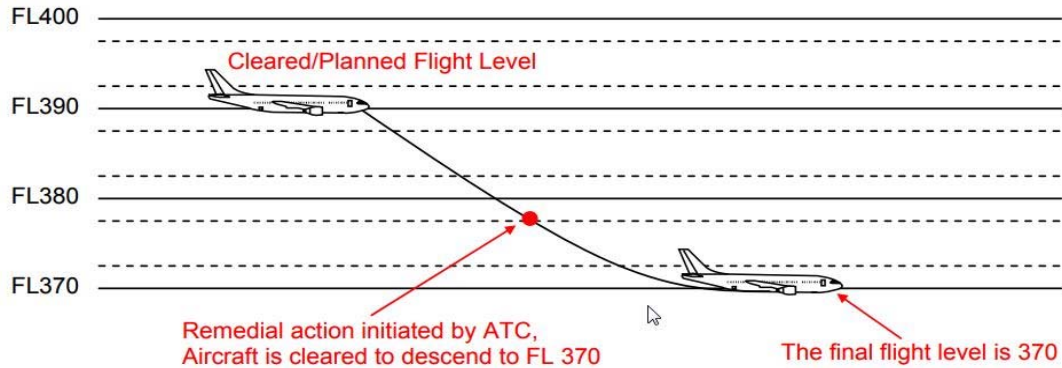 FL400
Cleared/Planned Flight Level
FL390
FL380
FL370
Remedial action initiated by ATC,
Aircraft is cleared to descend to FL 370
The final flight level is 370